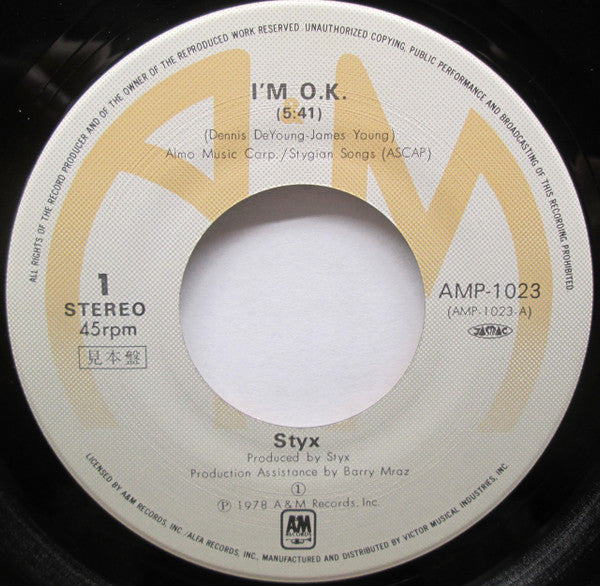 ALL RIGHTS OF THE RECORD PRODUCER AND OF THE OWNER OF THE REPRODUCED WORK RESERVED. UNAUTHORIZED COPYING, PUBLIC PERFORMANCE AND BROADCASTING OF THIS RECORDING PROHIBITED
I'M O.K.
(5:41)
(Dennis DeYoung-James Young)
Almo Music Corp./Stygian Songs (ASCAP)
A&M
1
STEREO
45rpm
見本盤
AMP-1023
(AMP-1023-A)
JASRAC
Styx
Produced by Styx
Production Assistance by Barry Mraz
①
Ⓟ 1978 A&M Records, Inc.
A&M
RECORDS
LICENSED BY A&M RECORDS, INC./ALFA RECORDS, INC., MANUFACTURED AND DISTRIBUTED BY VICTOR MUSICAL INDUSTRIES, INC